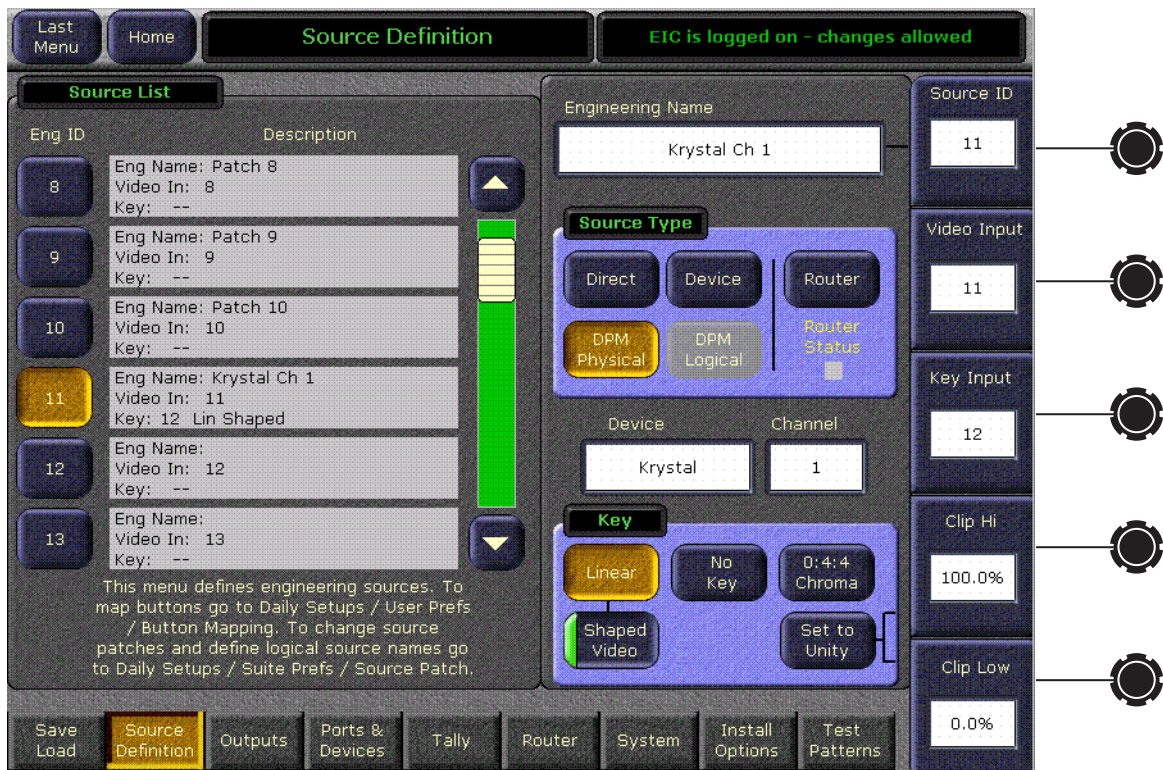 Last Menu
Home
Source Definition
EIC is logged on - changes allowed
Source List
Eng ID
Description
8
Eng Name: Patch 8
Video In: 8
Key: --
9
Eng Name: Patch 9
Video In: 9
Key: --
10
Eng Name: Patch 10
Video In: 10
Key: --
11
Eng Name: Krystal Ch 1
Video In: 11
Key: 12 Lin Shaped
12
Eng Name:
Video In: 12
Key: --
13
Eng Name:
Video In: 13
Key: --
This menu defines engineering sources. To
map buttons go to Daily Setups / User Prefs
/ Button Mapping. To change source
patches and define logical source names go
to Daily Setups / Suite Prefs / Source Patch.
Engineering Name
Krystal Ch 1
Source Type
Direct
Device
Router
DPM
Physical
DPM
Logical
Router
Status
Device
Channel
Krystal
1
Key
Linear
No
Key
0:4:4
Chroma
Shaped
Video
Set to
Unity
Source ID
11
Video Input
11
Key Input
12
Clip Hi
100.0%
Clip Low
0.0%
Save
Load
Source
Definition
Outputs
Ports &
Devices
Tally
Router
System
Install
Options
Test
Patterns